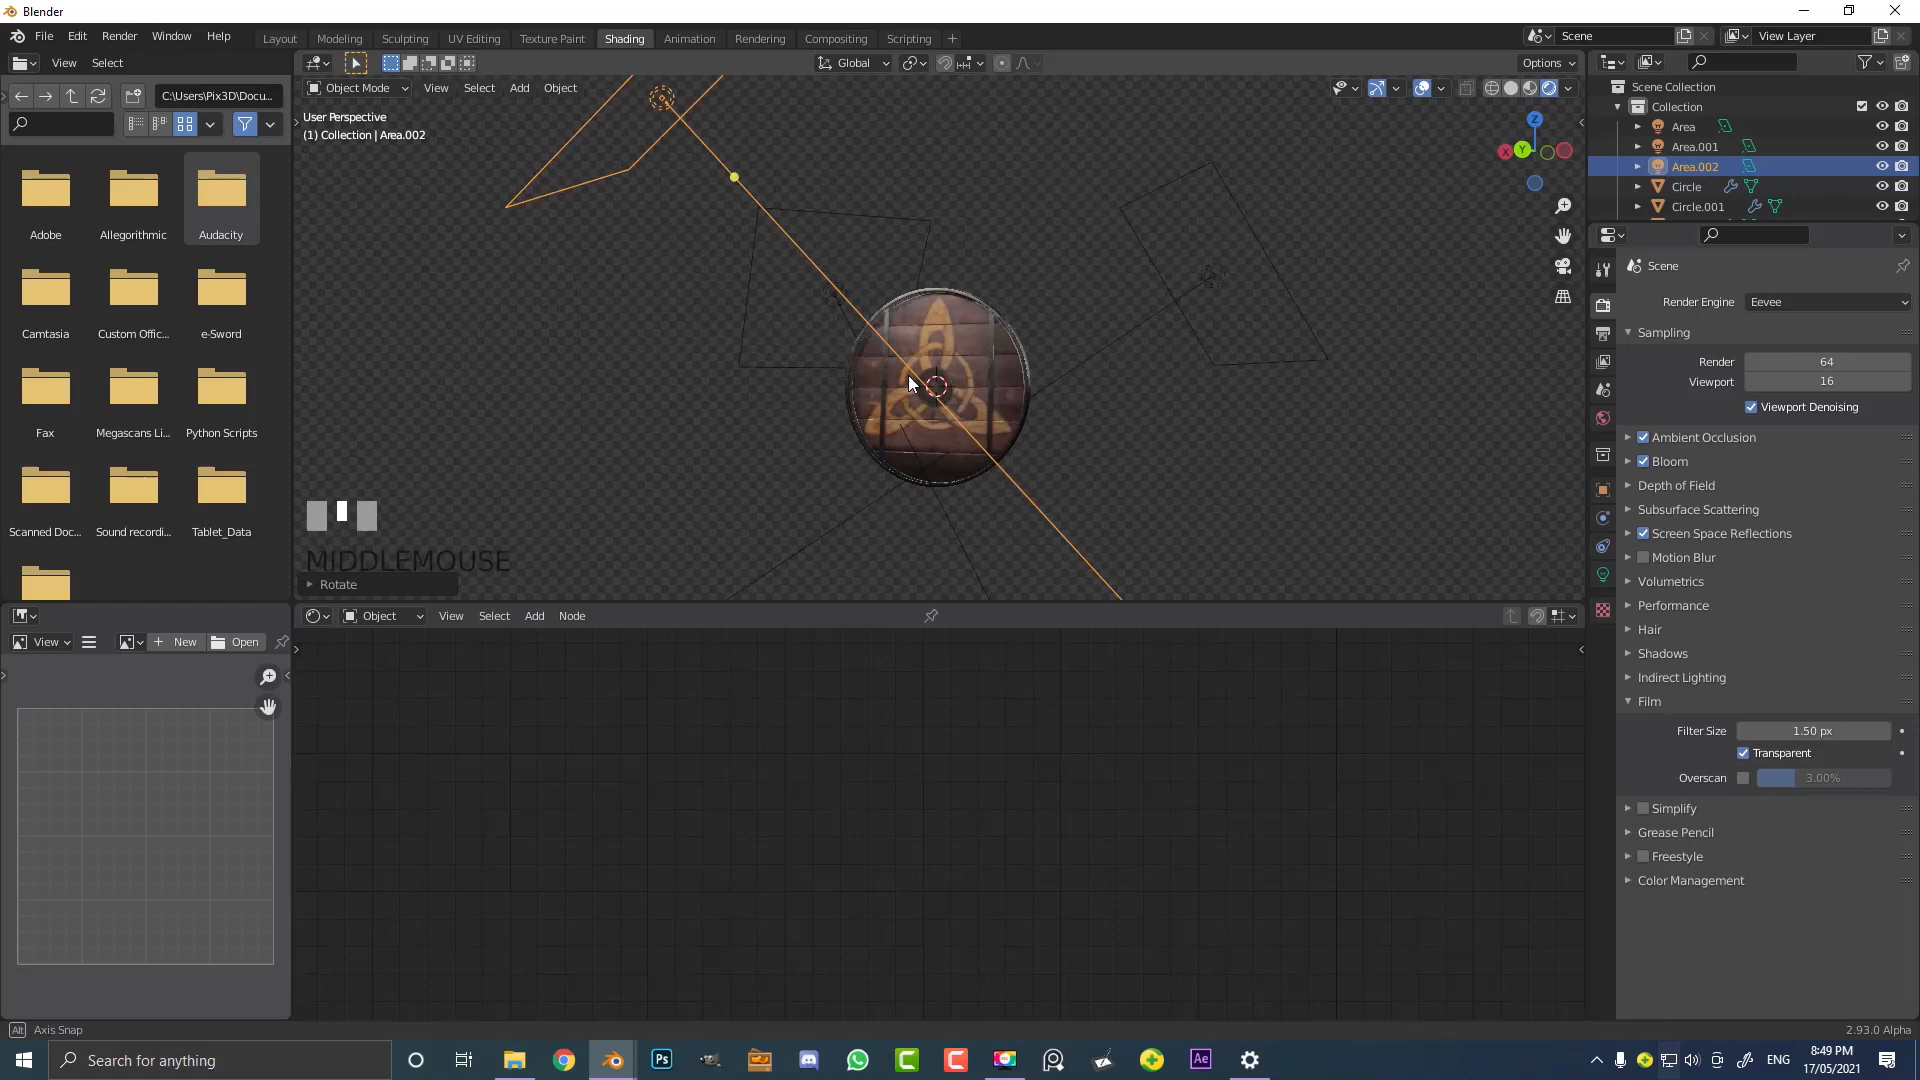 Blender
File Edit Render Window Help
Layout Modeling Sculpting UV Editing Texture Paint Shading Animation Rendering Compositing Scripting
Scene
View Layer
View Select
Global
Options
C:\Users\Pix3D\Docu...
Object Mode View Select Add Object
User Perspective
(1) Collection | Area.002
Z
X
Y
Scene Collection
Collection
Area
Area.001
Area.002
Circle
Circle.001
Adobe
Allegorithmic
Audacity
Camtasia
Custom Offic...
e-Sword
Fax
Megascans Li...
Python Scripts
Scanned Doc...
Sound recordi...
Tablet_Data
MIDDLEMOUSE
Rotate
Scene
Render Engine Eevee
Sampling
Render 64
Viewport 16
Viewport Denoising
Ambient Occlusion
Bloom
Depth of Field
Subsurface Scattering
Screen Space Reflections
Motion Blur
Volumetrics
Performance
Hair
Shadows
Indirect Lighting
Film
Filter Size 1.50 px
Transparent
Overscan 3.00%
Simplify
Grease Pencil
Freestyle
Color Management
Object View Select Add Node
View New Open
Alt Axis Snap
2.93.0 Alpha
Search for anything
Ps
Ae
ENG
8:49 PM
17/05/2021